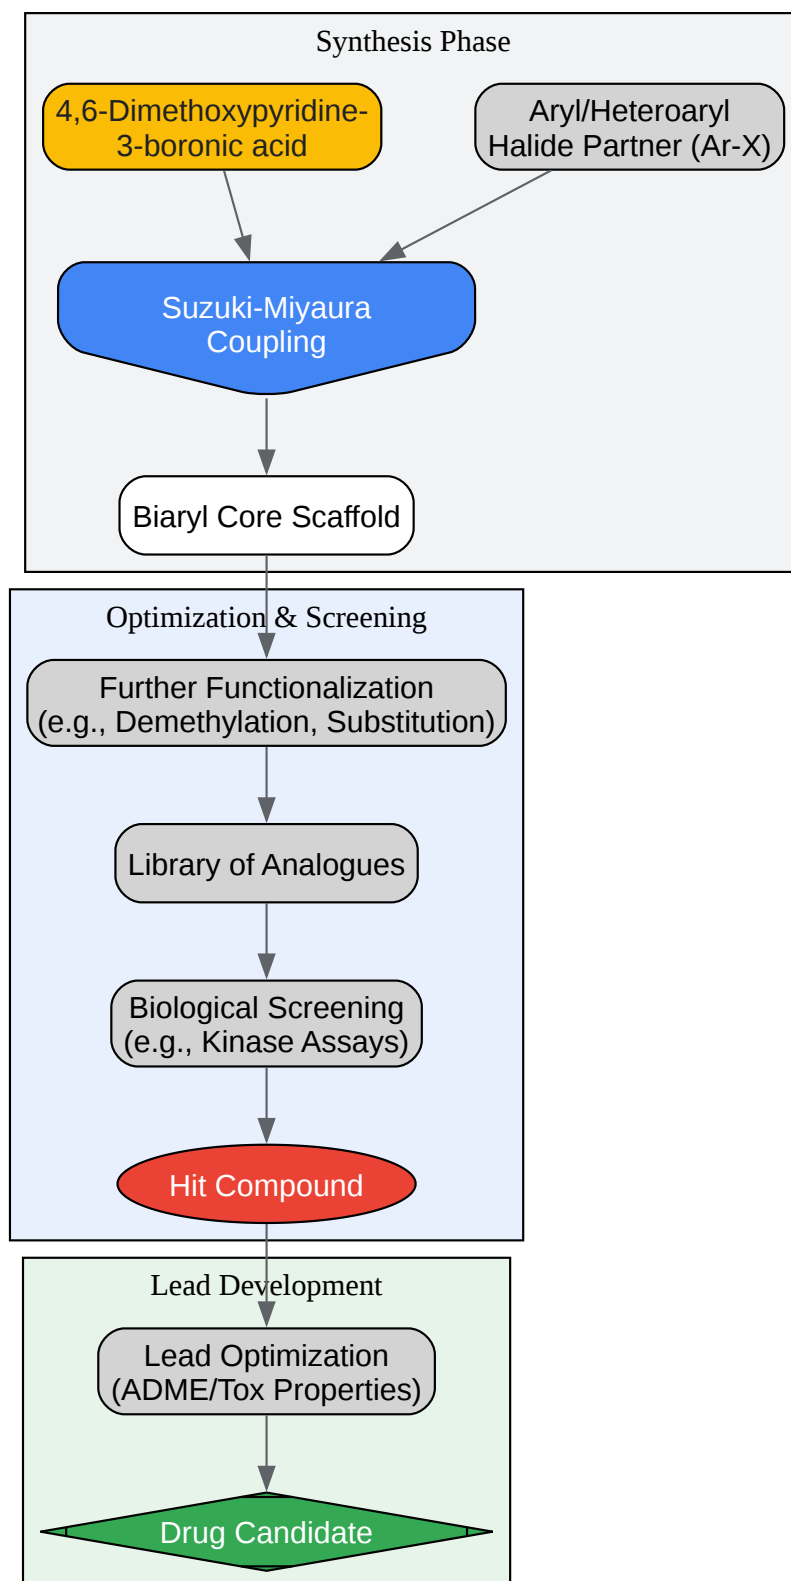 Synthesis Phase
4,6-Dimethoxypyridine-
3-boronic acid
Aryl/Heteroaryl
Halide Partner (Ar-X)
Suzuki-Miyaura
Coupling
Biaryl Core Scaffold
Optimization & Screening
Further Functionalization
(e.g., Demethylation, Substitution)
Library of Analogues
Biological Screening
(e.g., Kinase Assays)
Hit Compound
Lead Development
Lead Optimization
(ADME/Tox Properties)
Drug Candidate